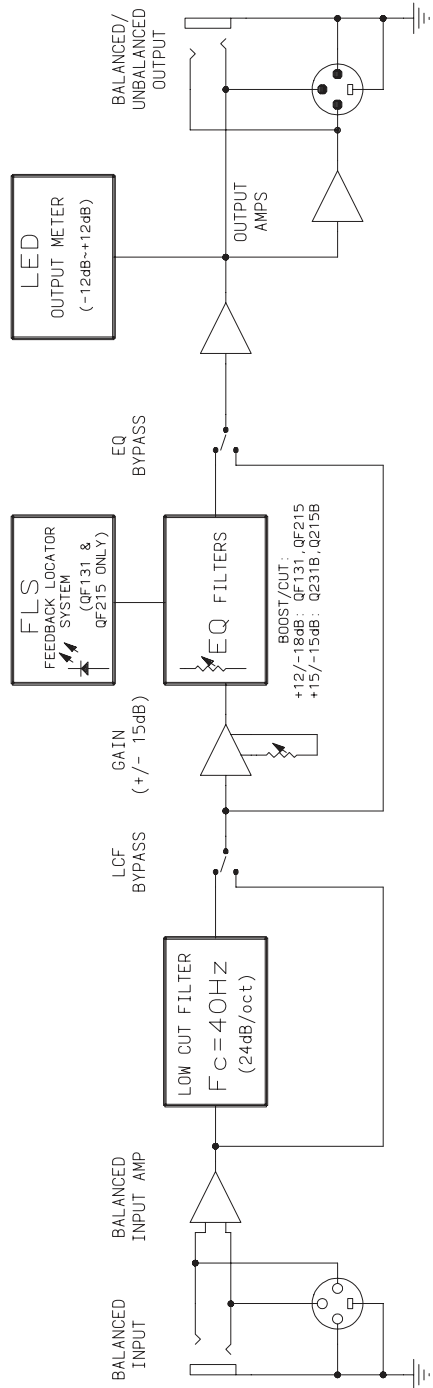 BALANCED
INPUT
BALANCED
INPUT AMP
LOW CUT FILTER
Fc=40Hz
(24dB/oct)
LCF
BYPASS
GAIN
(+/- 15dB)
FLS
FEEDBACK LOCATOR
SYSTEM
(QF131 &
QF215 ONLY)
EQ FILTERS
BOOST/CUT:
+12/-18dB: QF131,QF215
+15/-15dB: Q231B,Q215B
EQ
BYPASS
LED
OUTPUT METER
(-12dB~+12dB)
OUTPUT
AMPS
BALANCED/
UNBALANCED
OUTPUT